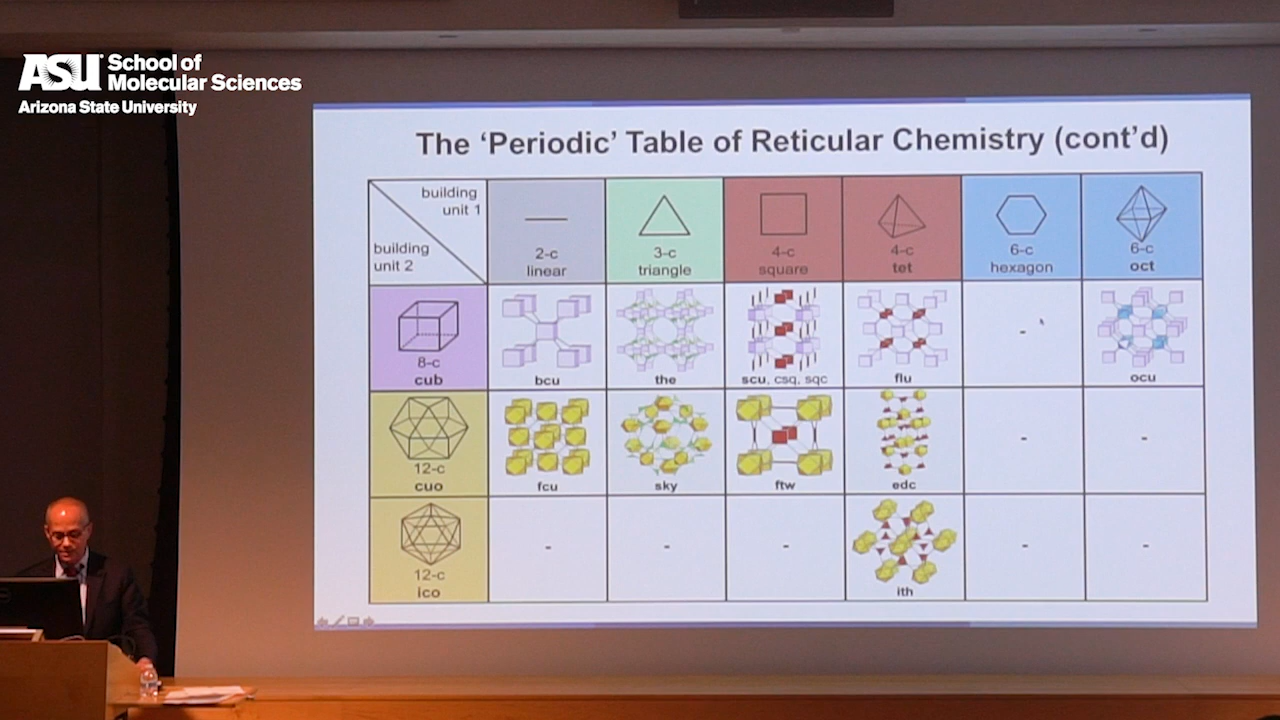 ASU School of
Molecular Sciences
Arizona State University
The ‘Periodic’ Table of Reticular Chemistry (cont’d)
building
unit 1
building
unit 2
2-c
linear
3-c
triangle
4-c
square
4-c
tet
6-c
hexagon
6-c
oct
8-c
cub
bcu
the
scu, csq, sqc
flu
-
ocu
12-c
cuo
fcu
sky
ftw
edc
-
-
12-c
ico
-
-
-
ith
-
-